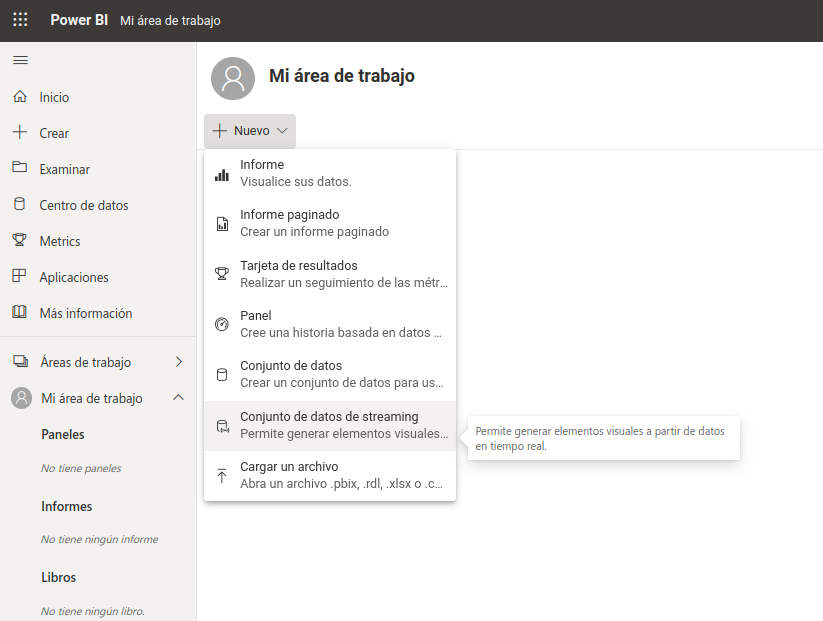 Power BI Mi área de trabajo
Inicio
Crear
Examinar
Centro de datos
Metrics
Aplicaciones
Más información
Áreas de trabajo
Mi área de trabajo
Paneles
No tiene paneles
Informes
No tiene ningún informe
Libros
No tiene ningún libro.
Mi área de trabajo
Nuevo
Informe
Visualice sus datos.
Informe paginado
Crear un informe paginado
Tarjeta de resultados
Realizar un seguimiento de las métr...
Panel
Cree una historia basada en datos ...
Conjunto de datos
Crear un conjunto de datos para us...
Conjunto de datos de streaming
Permite generar elementos visuales...
Cargar un archivo
Abra un archivo .pbix, .rdl, .xlsx o .c...
Permite generar elementos visuales a partir de datos
en tiempo real.